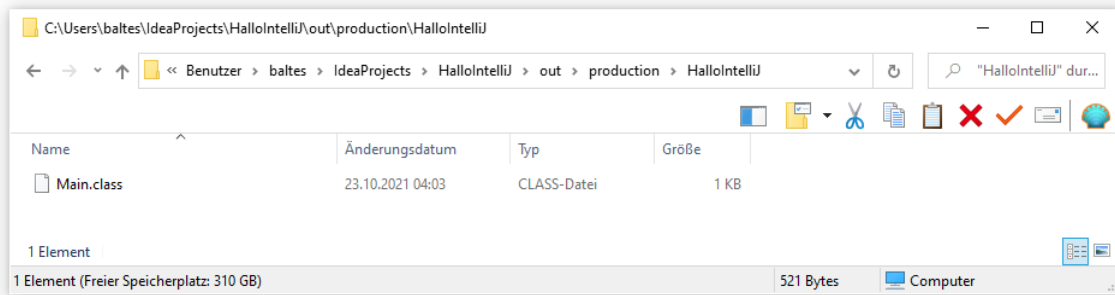 C:\Users\baltes\IdeaProjects\HalloIntelliJ\out\production\HalloIntelliJ
« Benutzer › baltes › IdeaProjects › HalloIntelliJ › out › production › HalloIntelliJ "HalloIntelliJ" dur...
Name Änderungsdatum Typ Größe
Main.class 23.10.2021 04:03 CLASS-Datei 1 KB
1 Element
1 Element (Freier Speicherplatz: 310 GB) 521 Bytes Computer